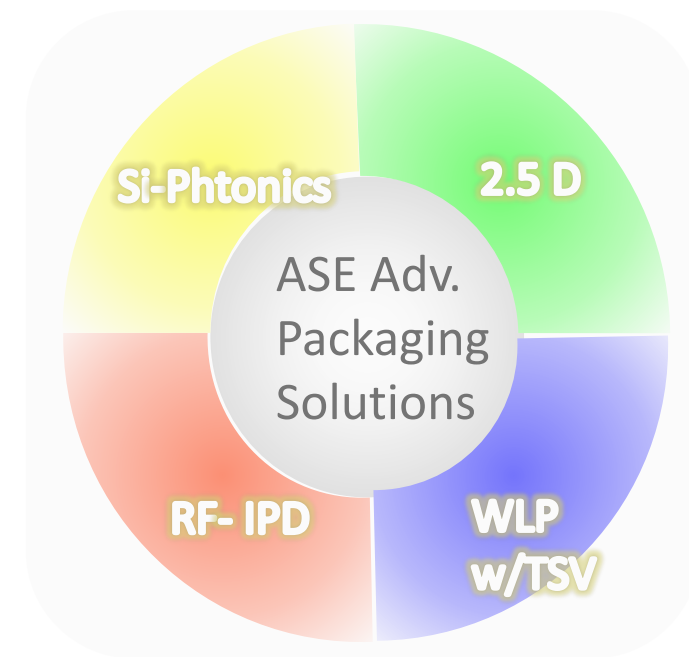 Si-Phtonics
2.5 D
ASE Adv.
Packaging
Solutions
RF- IPD
WLP
w/TSV